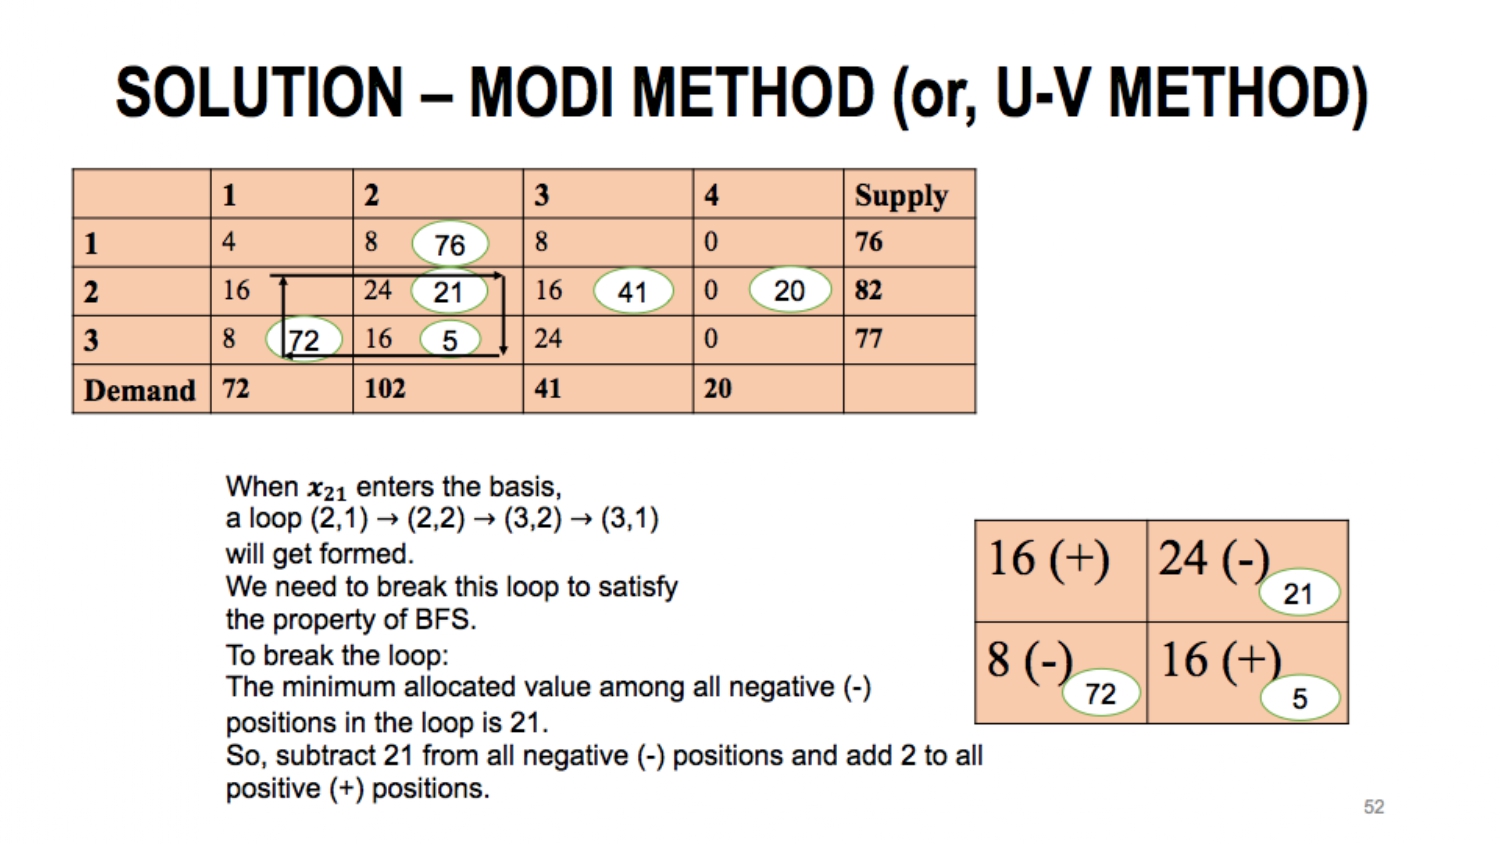 SOLUTION – MODI METHOD (or, U-V METHOD)
1 2 3 4 Supply
1 4 8 76 8 0 76
2 16 24 21 16 41 0 20 82
3 8 72 16 5 24 0 77
Demand 72 102 41 20
When x₂₁ enters the basis,
a loop (2,1) → (2,2) → (3,2) → (3,1)
will get formed.
We need to break this loop to satisfy
the property of BFS.
To break the loop:
The minimum allocated value among all negative (-)
positions in the loop is 21.
So, subtract 21 from all negative (-) positions and add 2 to all
positive (+) positions.
16 (+) 24 (-) 21
8 (-) 72 16 (+) 5
52